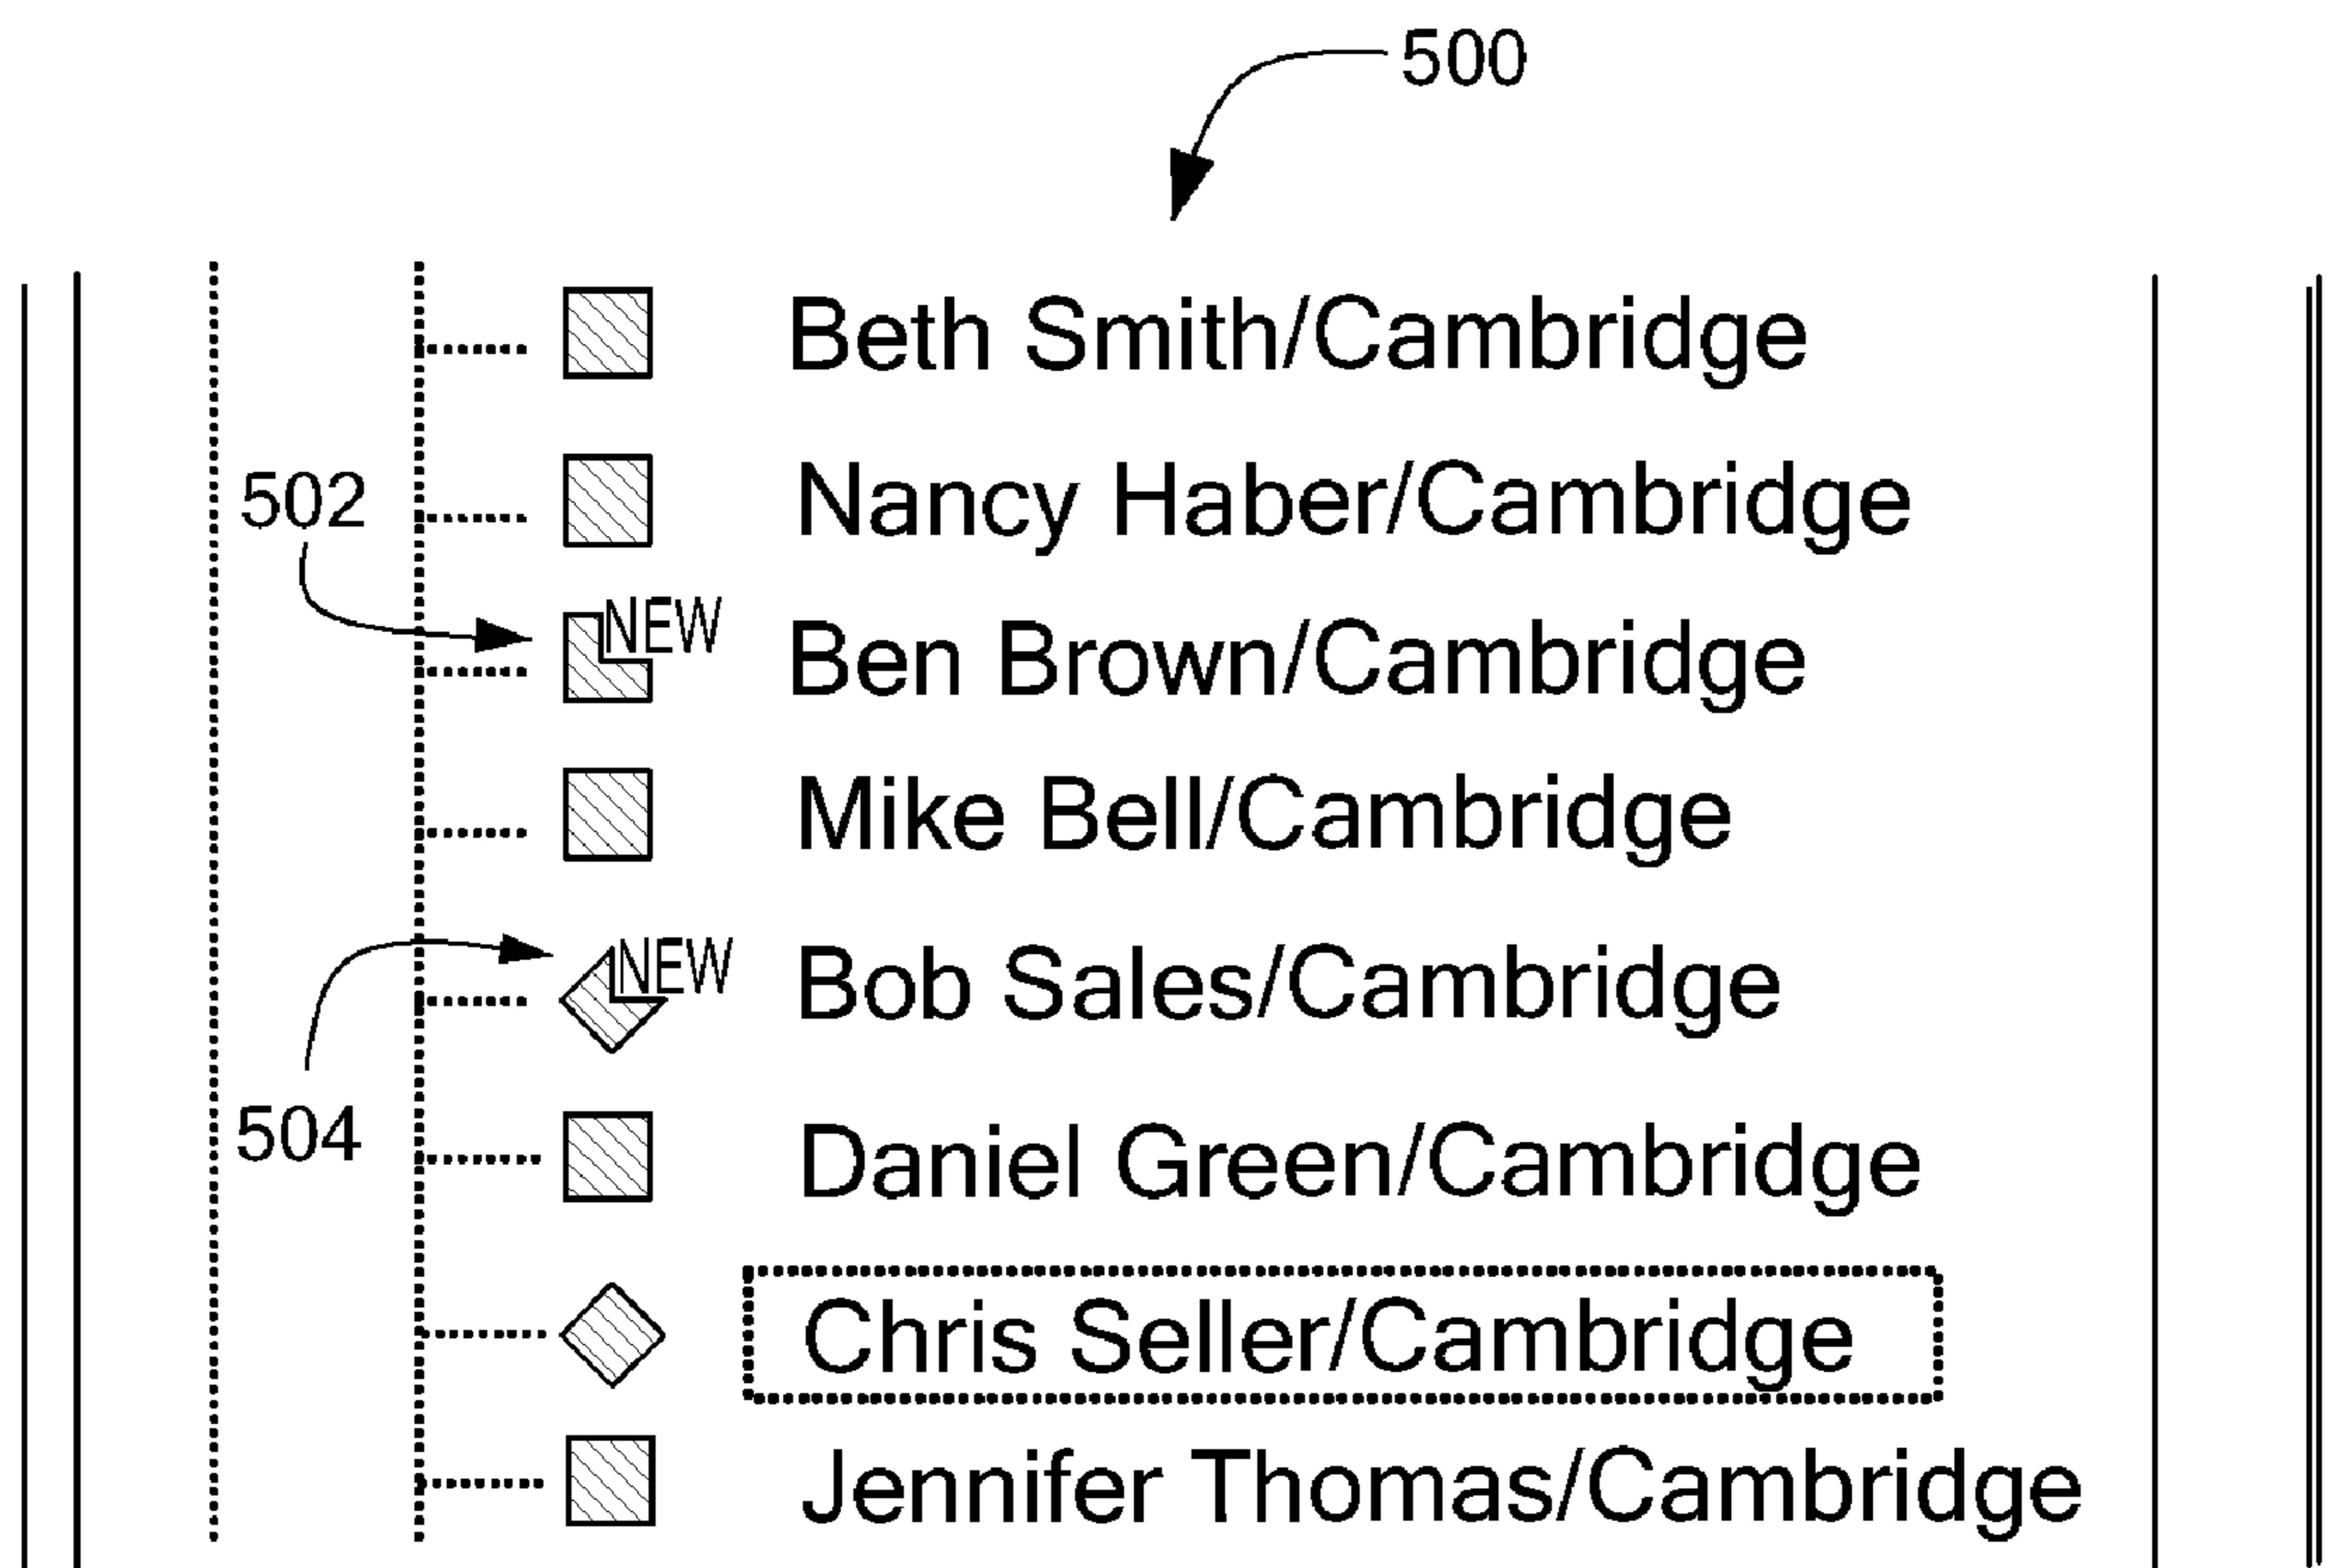 500
Beth Smith/Cambridge
502
Nancy Haber/Cambridge
NEW
Ben Brown/Cambridge
Mike Bell/Cambridge
NEW
Bob Sales/Cambridge
504
Daniel Green/Cambridge
Chris Seller/Cambridge
Jennifer Thomas/Cambridge